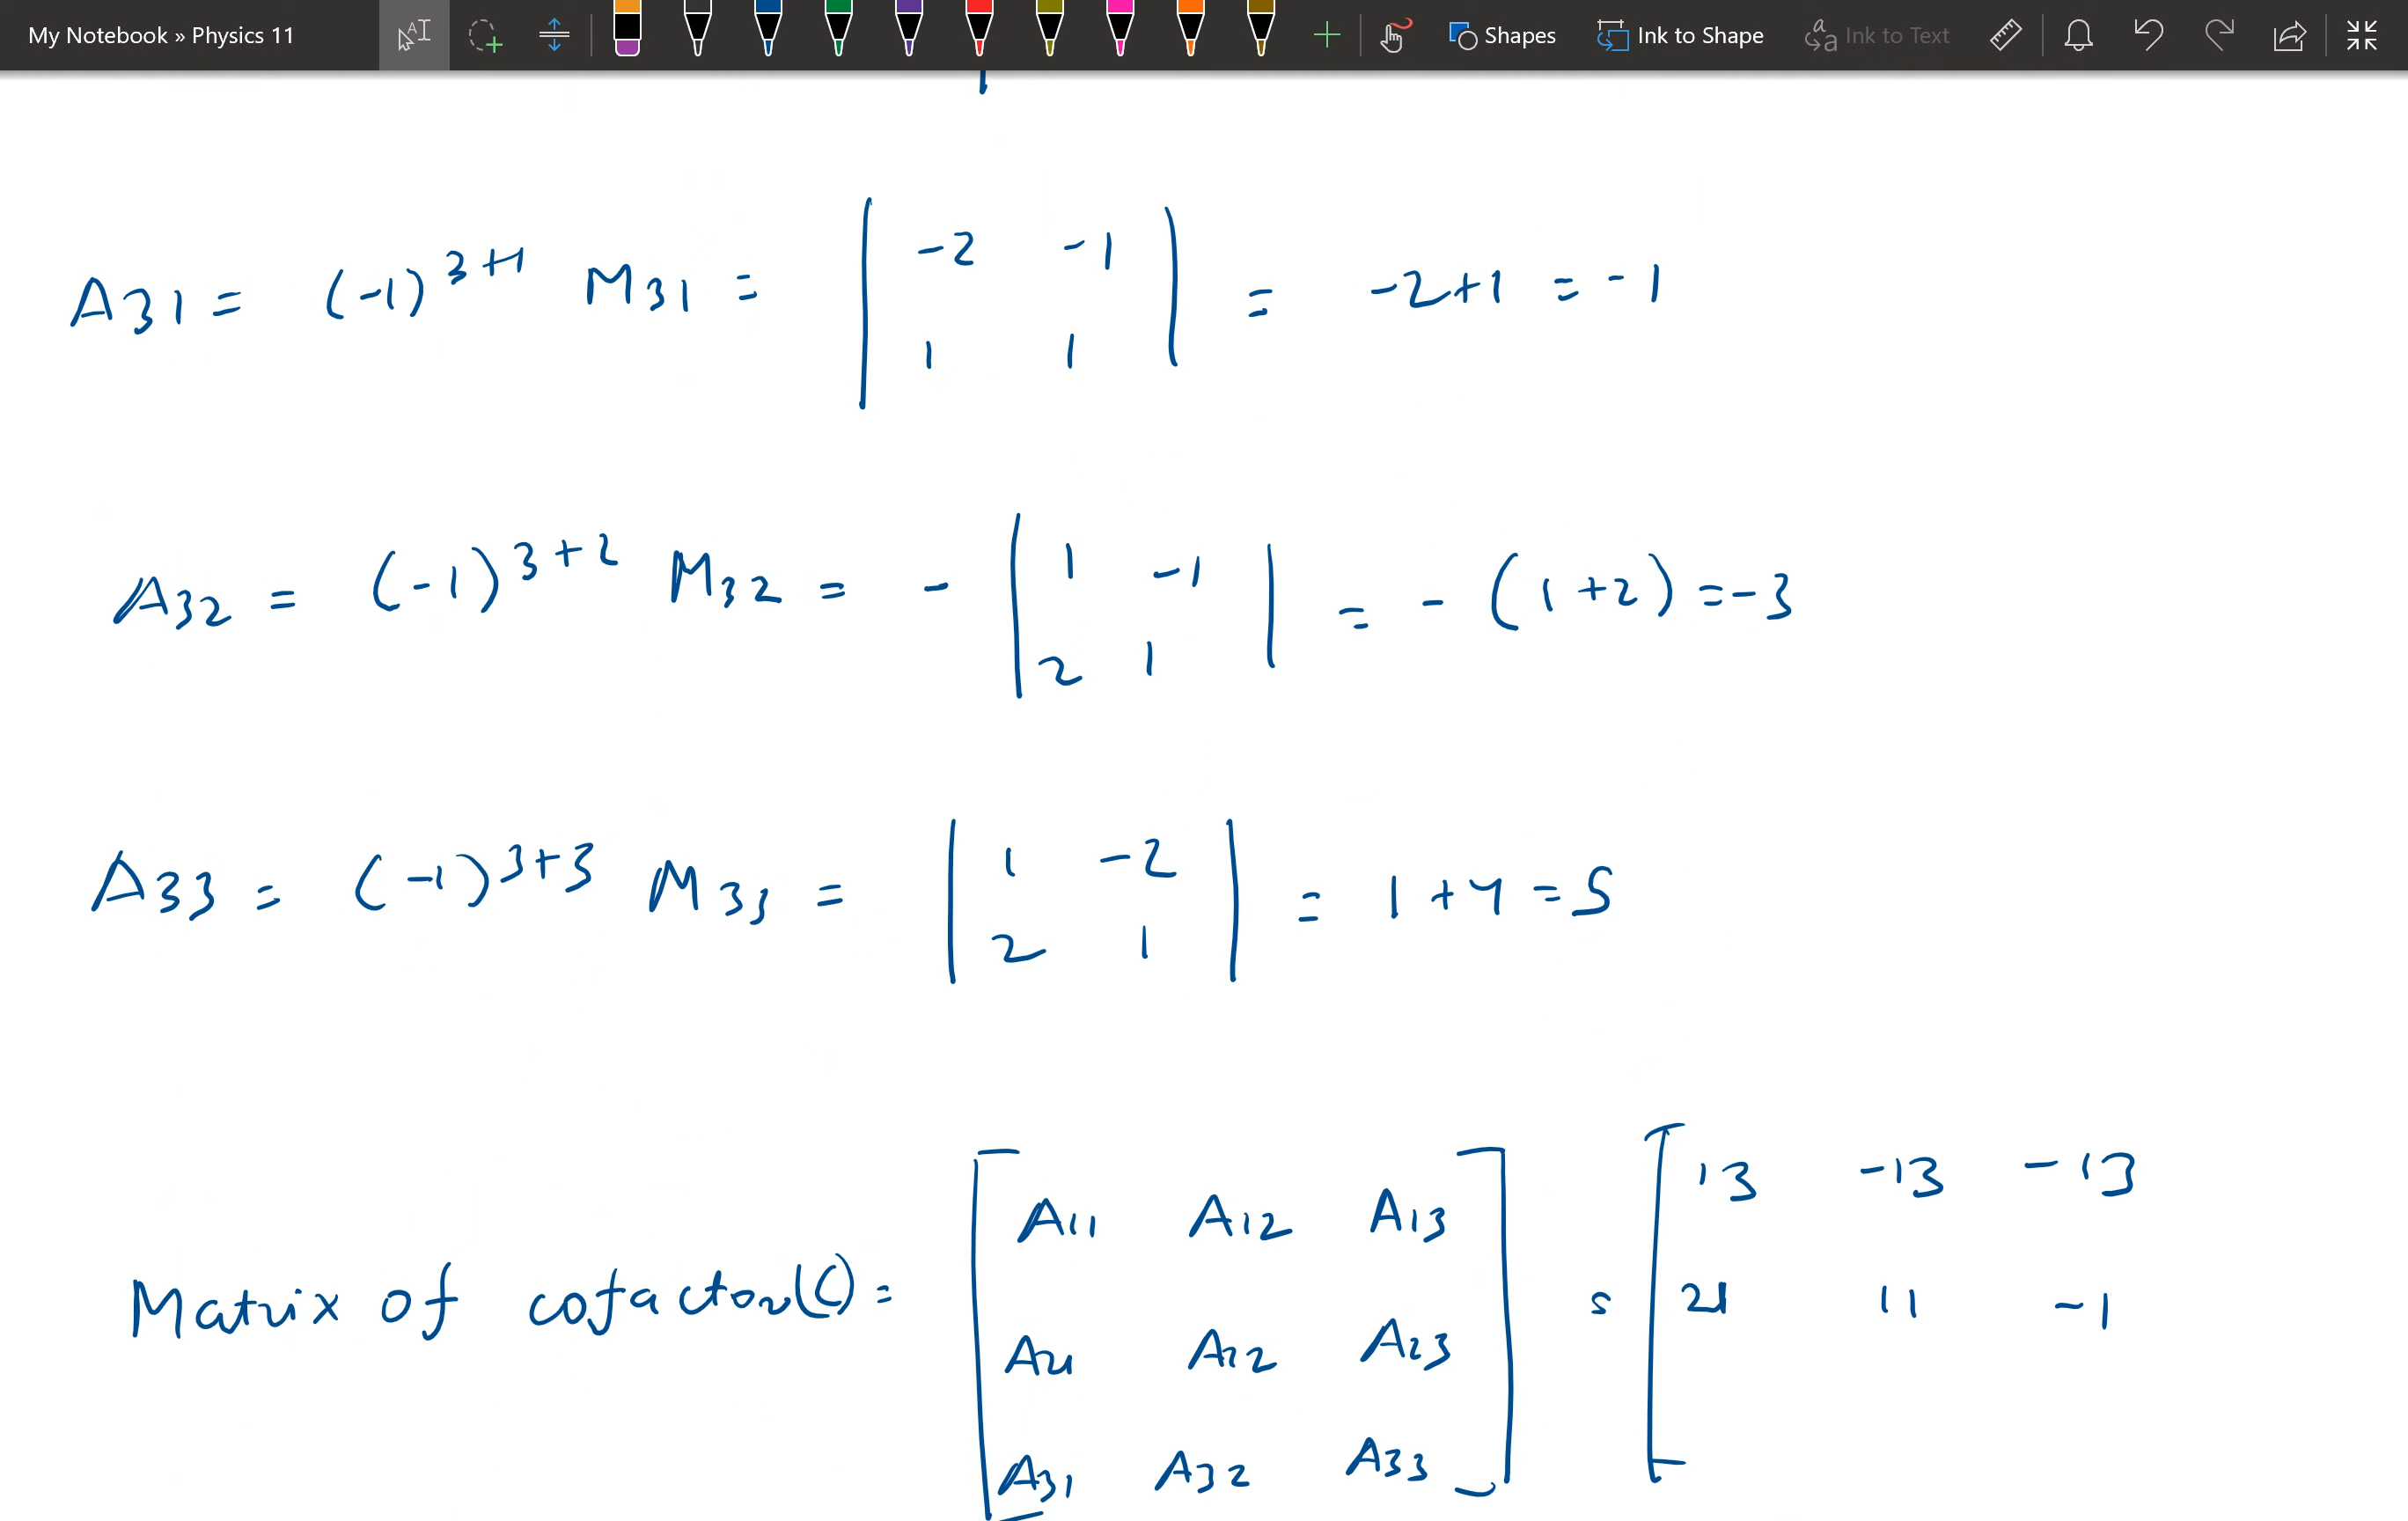 My Notebook » Physics 11 Shapes Ink to Shape Ink to Text
A31 = (-1)^3+1 M31 = | -2 -1 | = -2+1 = -1
1 1
A32 = (-1)^3+2 M32 = - | 1 -1 | = - (1+2) = -3
2 1
A33 = (-1)^3+3 M33 = | 1 -2 | = 1+4 = 5
2 1
Matrix of cofactor(C) = [ A11 A12 A13 ] = [ 13 -13 -13
A21 A22 A23 21 11 -1
A31 A32 A33